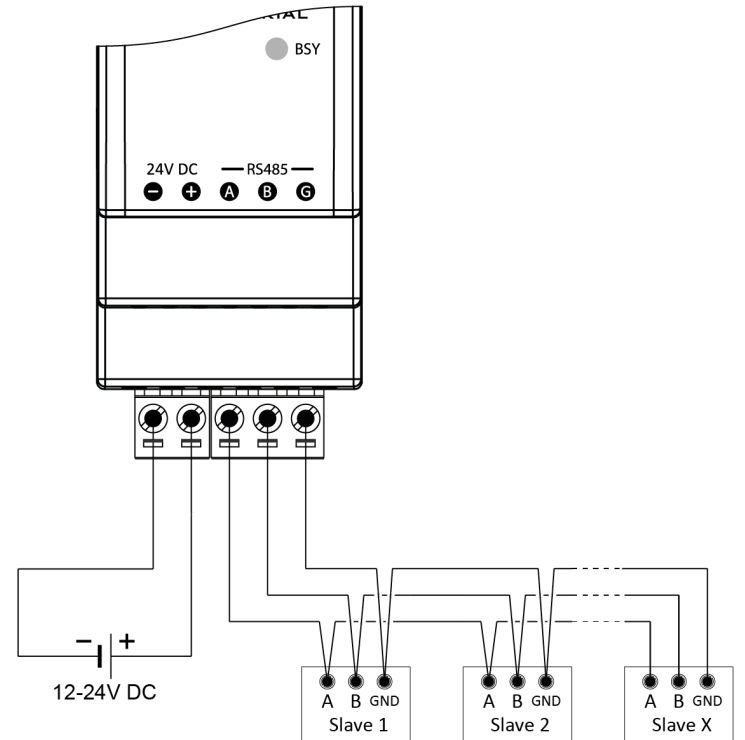 BSY
24V DC RS485
- + A B G
- +
12-24V DC
A B GND A B GND A B GND
Slave 1 Slave 2 Slave X